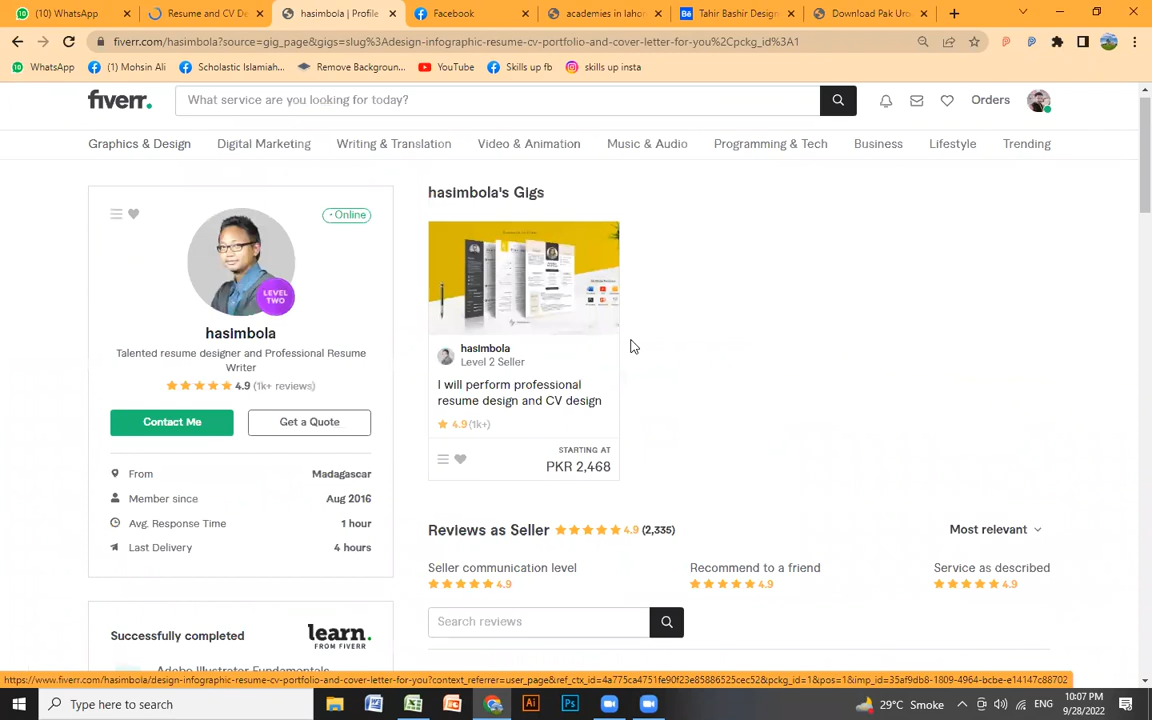 (10) WhatsApp
Resume and CV De
hasimbola | Profile
Facebook
academies in lahor
Tahir Bashir Design
Download Pak Uro
fiverr.com/hasimbola?source=gig_page&gigs=slug%3Adesign-infographic-resume-cv-portfolio-and-cover-letter-for-you%2Cpckg_id%3A1
WhatsApp
(1) Mohsin Ali
Scholastic Islamiah...
Remove Backgroun...
YouTube
Skills up fb
skills up insta
fiverr.
What service are you looking for today?
Orders
Graphics & Design
Digital Marketing
Writing & Translation
Video & Animation
Music & Audio
Programming & Tech
Business
Lifestyle
Trending
Online
LEVEL
TWO
hasimbola
Talented resume designer and Professional Resume
Writer
4.9 (1k+ reviews)
Contact Me
Get a Quote
From Madagascar
Member since Aug 2016
Avg. Response Time 1 hour
Last Delivery 4 hours
Successfully completed
learn.
FROM FIVERR
Adobe Illustrator Fundamentals
hasimbola's Gigs
hasimbola
Level 2 Seller
I will perform professional
resume design and CV design
4.9 (1k+)
STARTING AT
PKR 2,468
Reviews as Seller 4.9 (2,335)
Most relevant
Seller communication level
4.9
Recommend to a friend
4.9
Service as described
4.9
Search reviews
https://www.fiverr.com/hasimbola/design-infographic-resume-cv-portfolio-and-cover-letter-for-you?context_referrer=user_page&ref_ctx_id=4a775ca4751fe90f23e85886525cec52&pckg_id=1&pos=1&imp_id=35af9db8-1809-4964-bcbe-e14147c88702
Type here to search
29°C Smoke
ENG
10:07 PM
9/28/2022